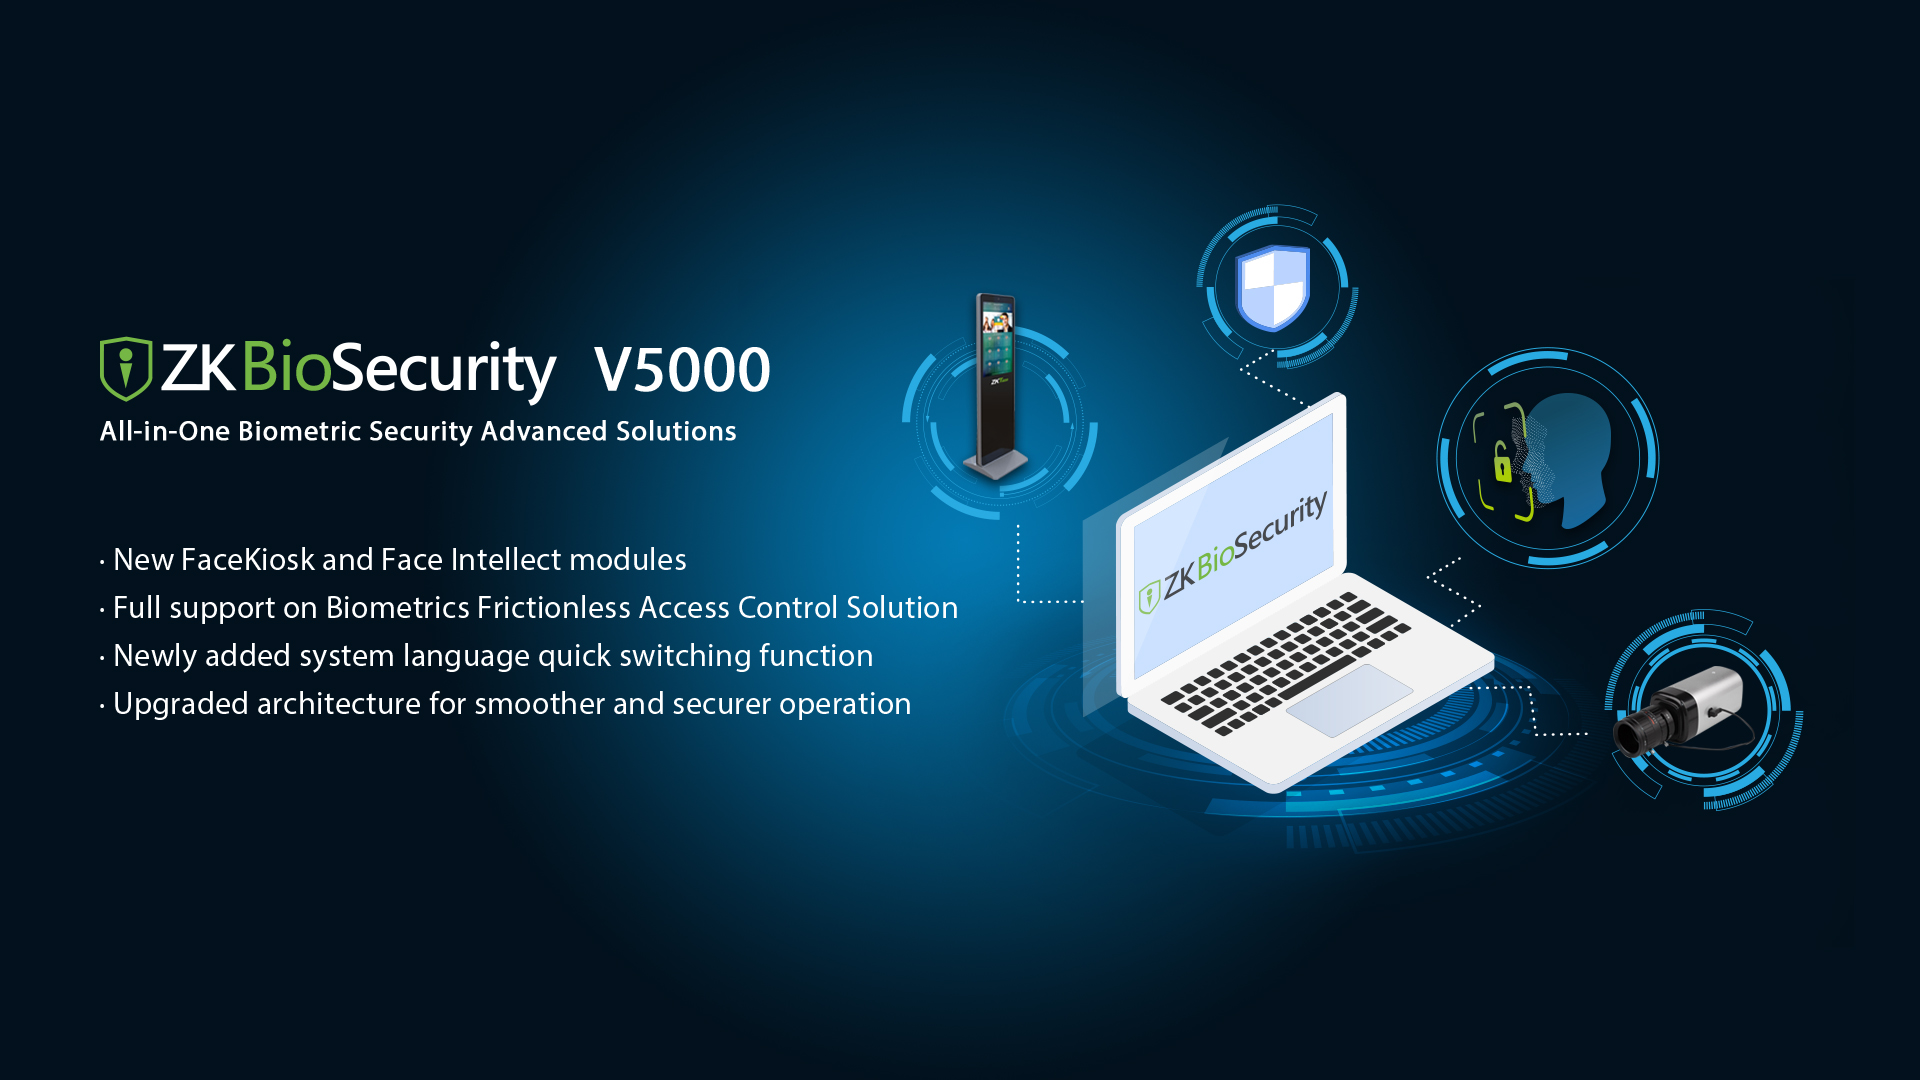 ZKBioSecurity V5000
All-in-One Biometric Security Advanced Solutions
· New FaceKiosk and Face Intellect modules
· Full support on Biometrics Frictionless Access Control Solution
· Newly added system language quick switching function
· Upgraded architecture for smoother and securer operation
ZKBioSecurity